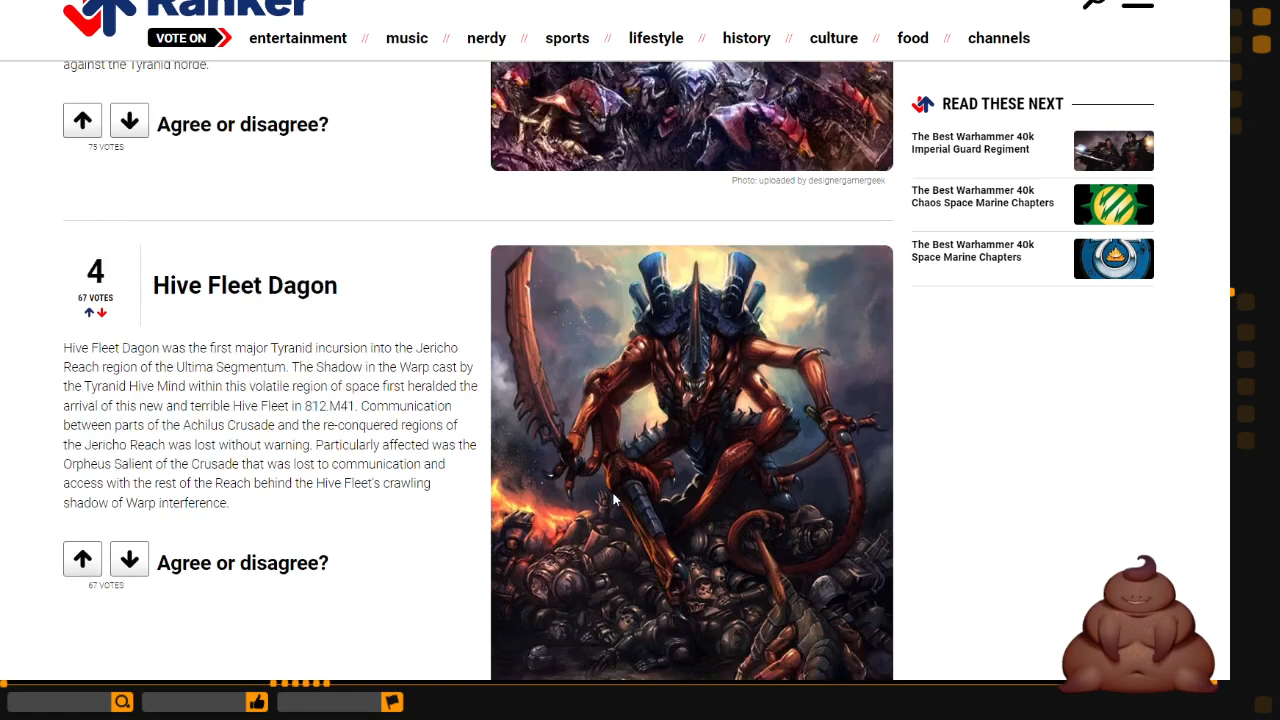 Ranker
VOTE ON
entertainment // music // nerdy // sports // lifestyle // history // culture // food // channels
against the Tyranid horde.
Agree or disagree?
75 VOTES
Photo: uploaded by designergamergeek
READ THESE NEXT
The Best Warhammer 40k
Imperial Guard Regiment
The Best Warhammer 40k
Chaos Space Marine Chapters
The Best Warhammer 40k
Space Marine Chapters
4
67 VOTES
Hive Fleet Dagon
Hive Fleet Dagon was the first major Tyranid incursion into the Jericho
Reach region of the Ultima Segmentum. The Shadow in the Warp cast by
the Tyranid Hive Mind within this volatile region of space first heralded the
arrival of this new and terrible Hive Fleet in 812.M41. Communication
between parts of the Achilus Crusade and the re-conquered regions of
the Jericho Reach was lost without warning. Particularly affected was the
Orpheus Salient of the Crusade that was lost to communication and
access with the rest of the Reach behind the Hive Fleet's crawling
shadow of Warp interference.
Agree or disagree?
67 VOTES